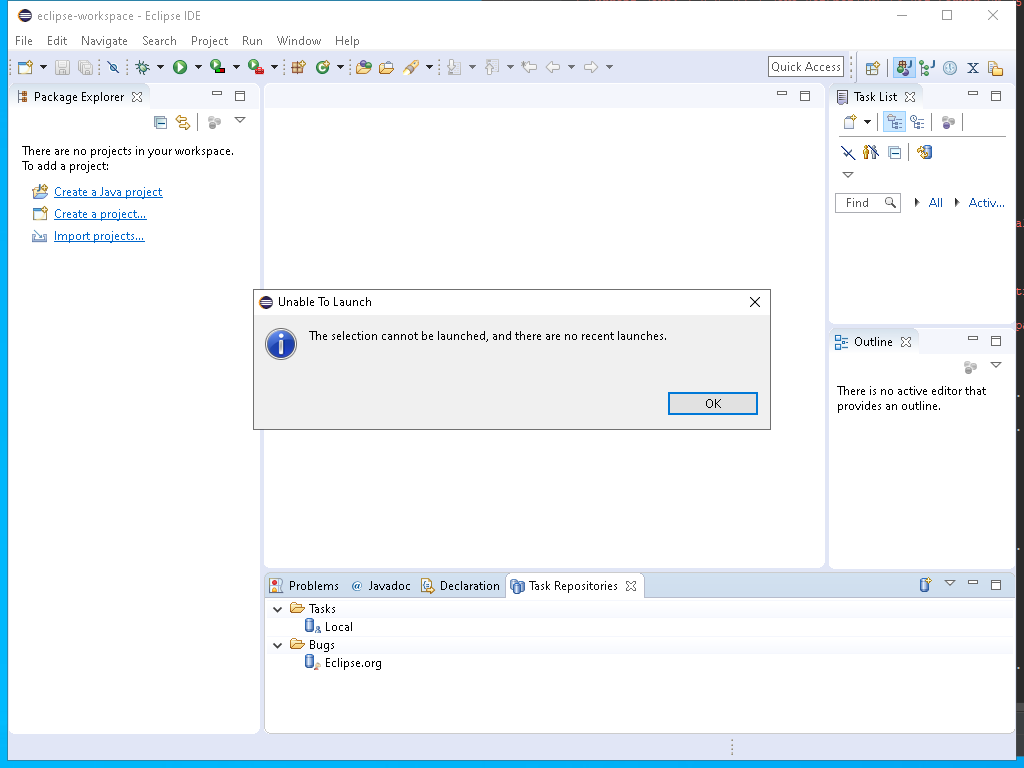 eclipse-workspace - Eclipse IDE
File Edit Navigate Search Project Run Window Help
Quick Access
Package Explorer
There are no projects in your workspace.
To add a project:
Create a Java project
Create a project...
Import projects...
Task List
Find
All
Activ...
Unable To Launch
The selection cannot be launched, and there are no recent launches.
OK
Outline
There is no active editor that
provides an outline.
Problems @ Javadoc Declaration Task Repositories
Tasks
Local
Bugs
Eclipse.org